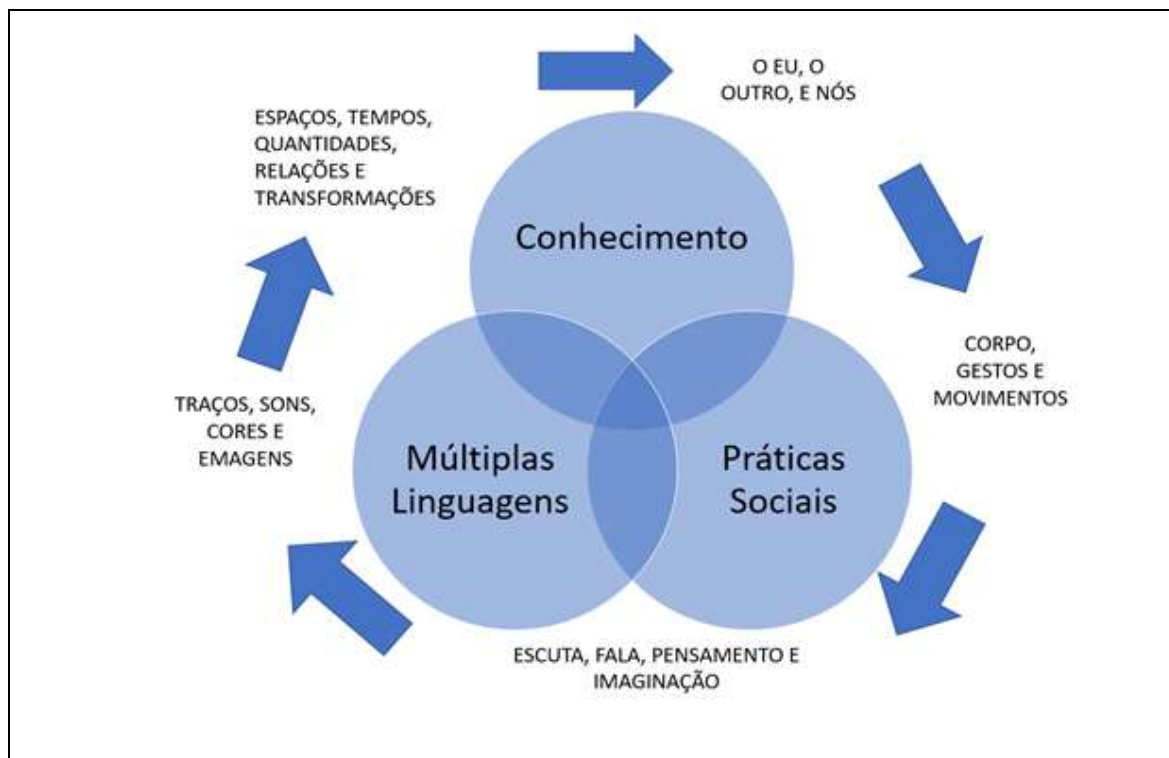 O EU, O
OUTRO, E NÓS
ESPAÇOS, TEMPOS,
QUANTIDADES,
RELAÇÕES E
TRANSFORMAÇÕES
Conhecimento
CORPO,
GESTOS E
MOVIMENTOS
TRAÇOS, SONS,
CORES E
EMAGENS
Múltiplas
Linguagens
Práticas
Sociais
ESCUTA, FALA, PENSAMENTO E
IMAGINAÇÃO